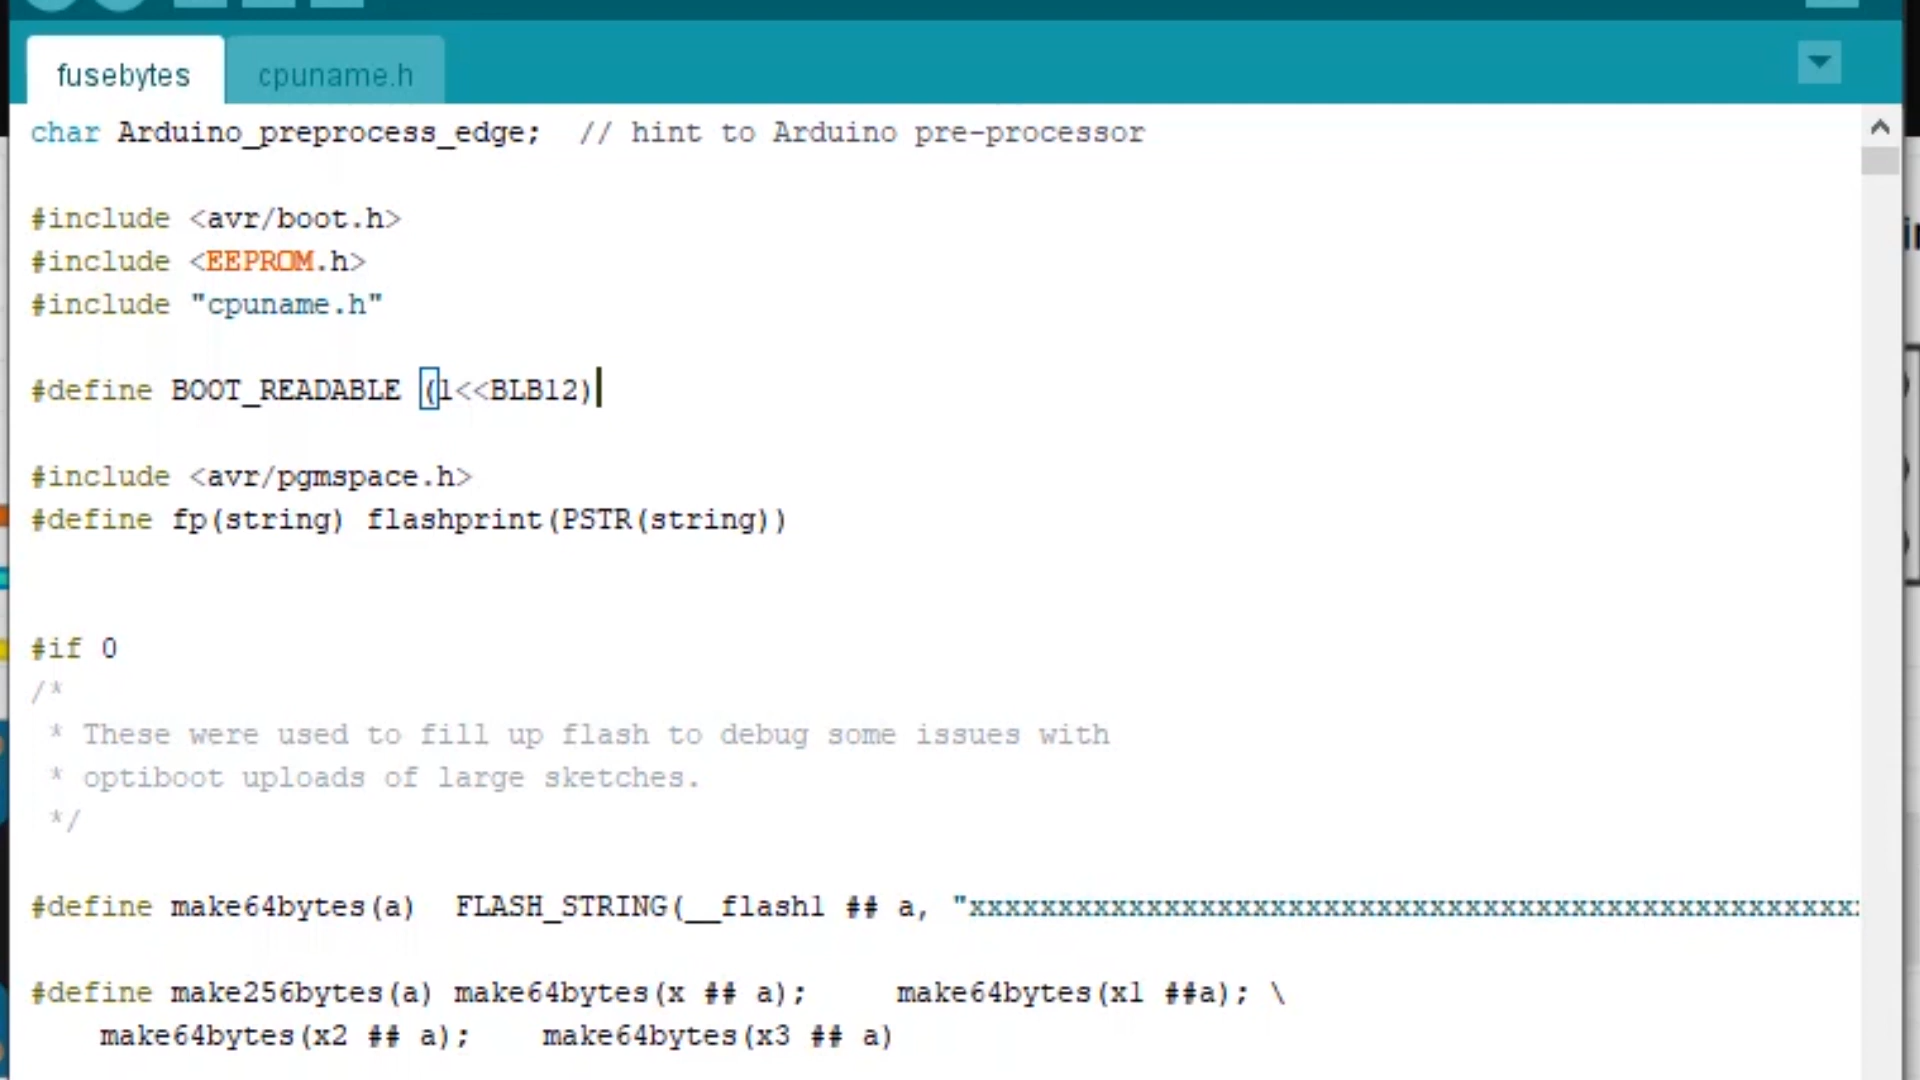 fusebytes cpuname.h
char Arduino_preprocess_edge;  // hint to Arduino pre-processor
#include <avr/boot.h>
#include <EEPROM.h>
#include "cpuname.h"
#define BOOT_READABLE (1<<BLB12)
#include <avr/pgmspace.h>
#define fp(string) flashprint(PSTR(string))
#if 0
/*
 * These were used to fill up flash to debug some issues with
 * optiboot uploads of large sketches.
 */
#define make64bytes(a)  FLASH_STRING(__flash1 ## a,
#define make256bytes(a) make64bytes(x ## a);     make64bytes(x1 ##a); \
    make64bytes(x2 ## a);    make64bytes(x3 ## a)